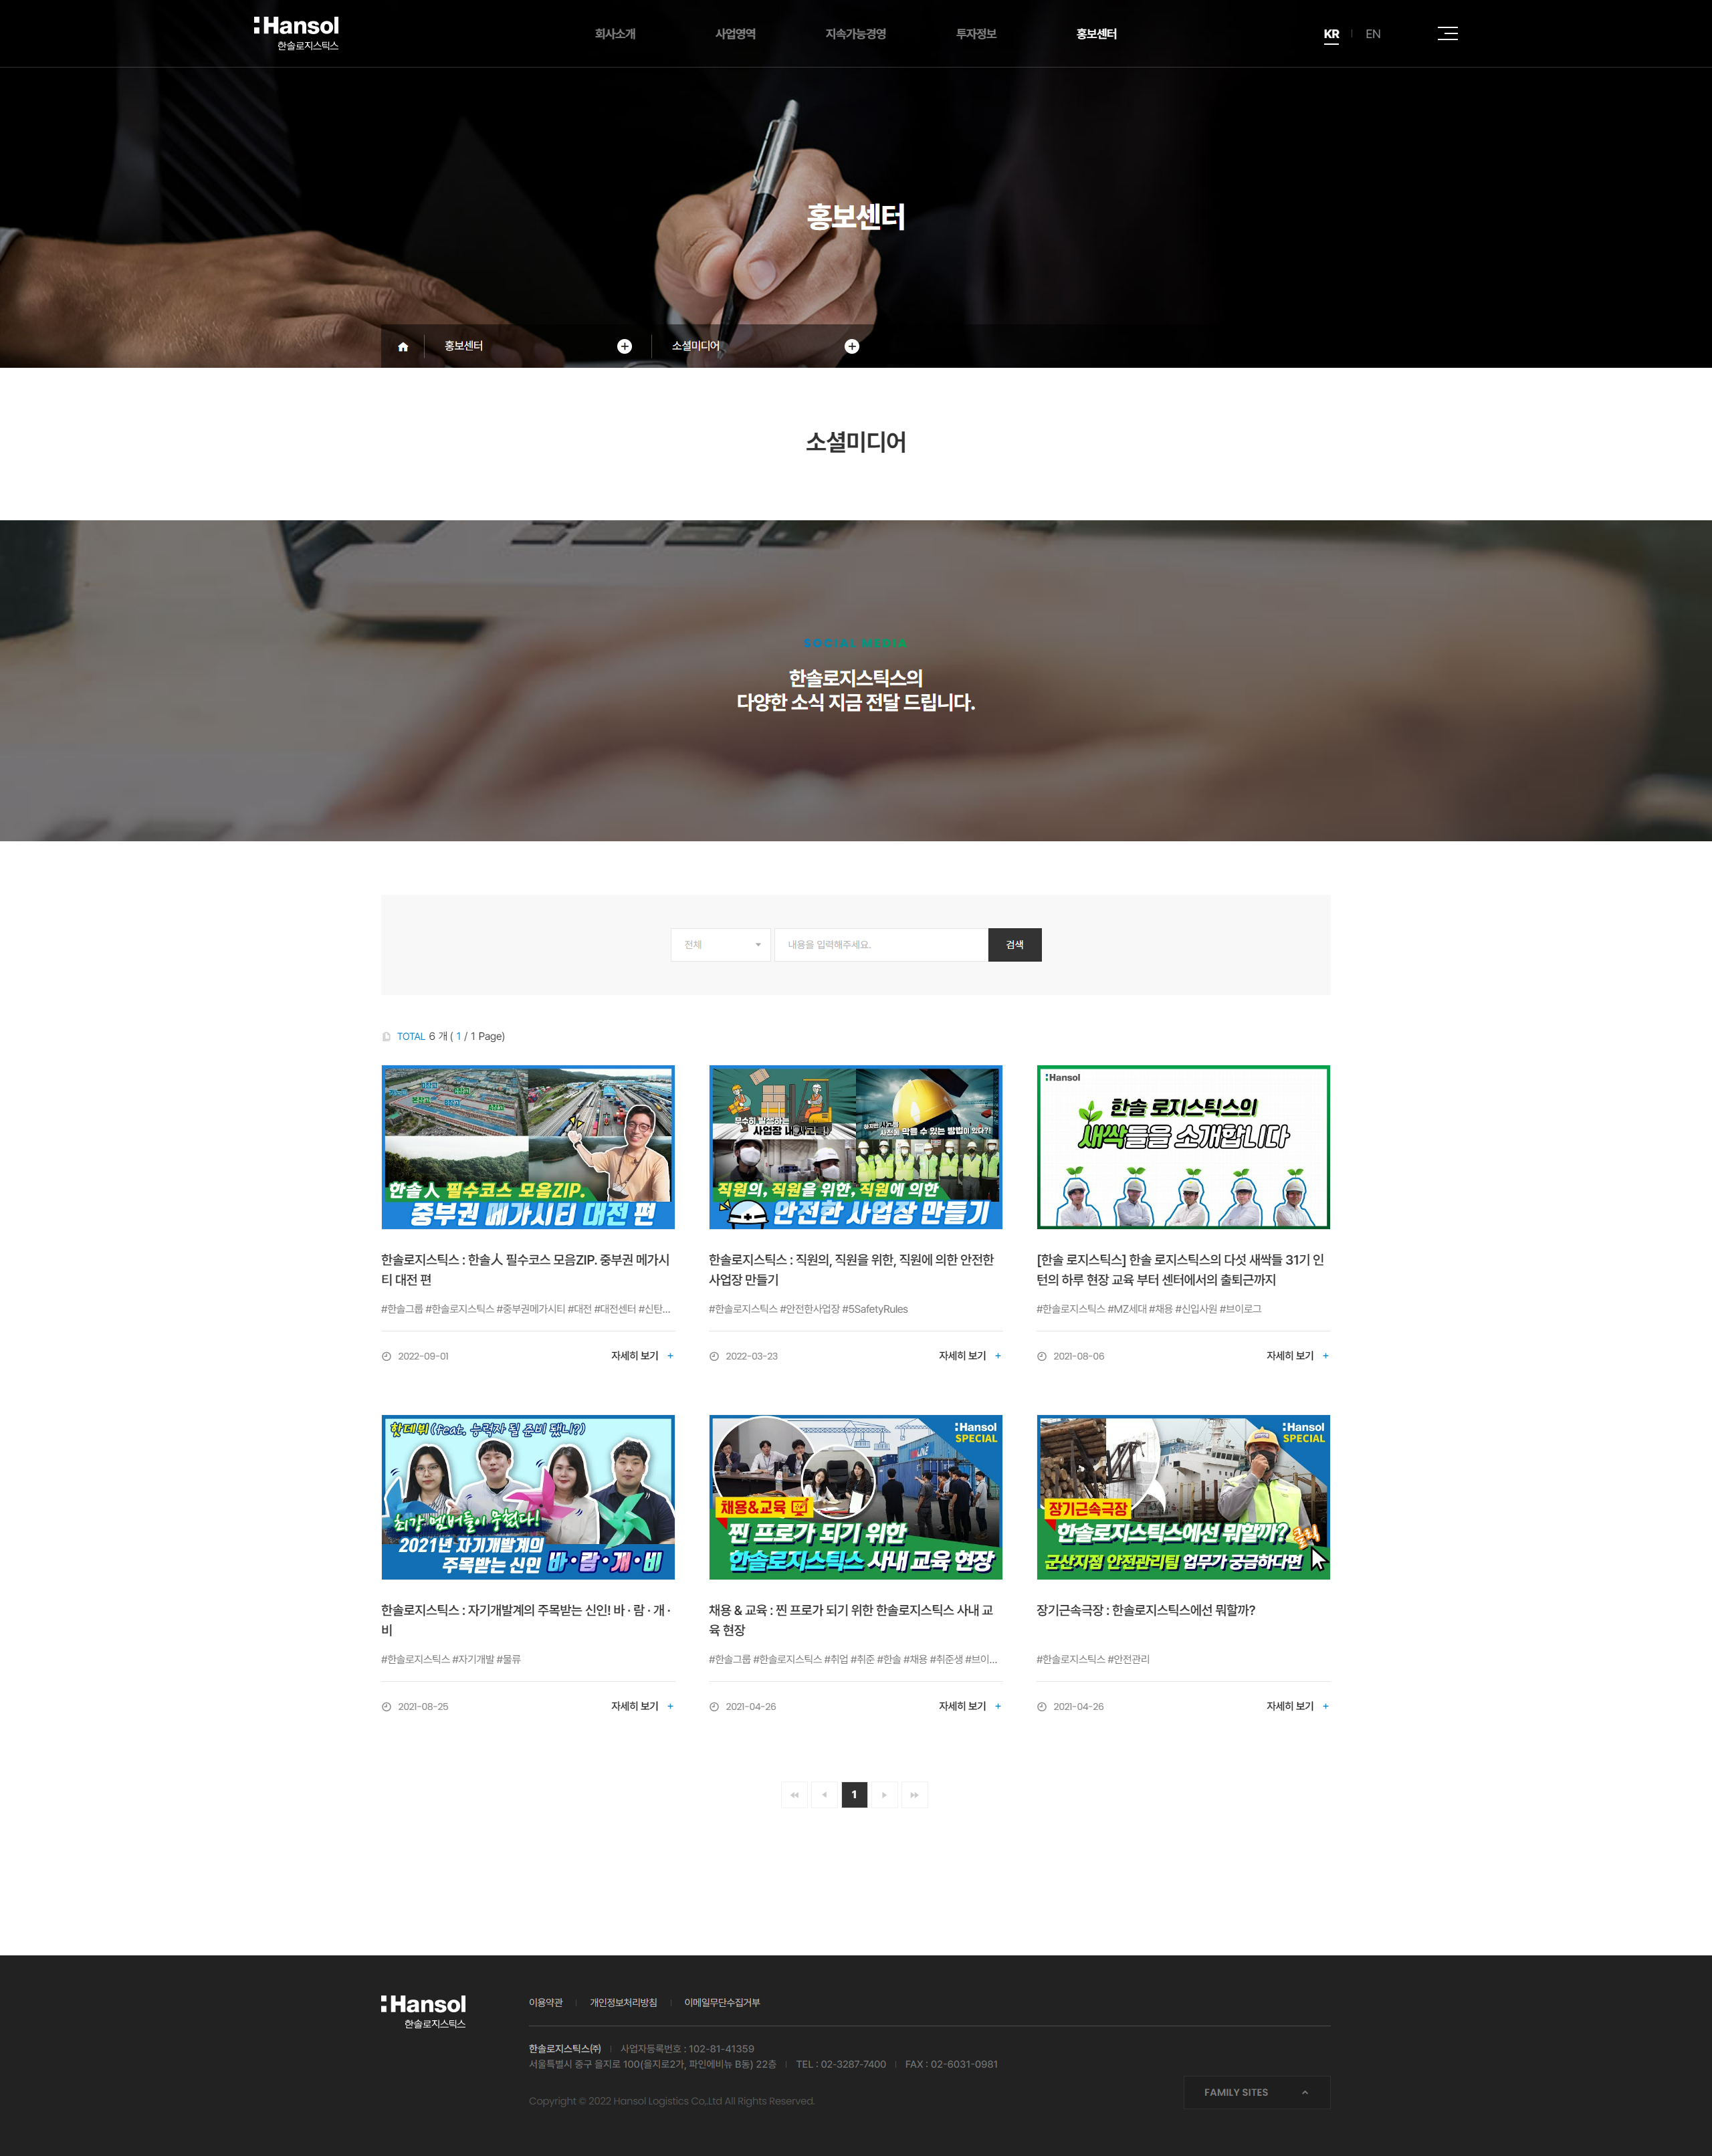 Hansol
한솔로지스틱스
회사소개
사업영역
지속가능경영
투자정보
홍보센터
KR
EN
홍보센터
홍보센터
소셜미디어
소셜미디어
SOCIAL MEDIA
한솔로지스틱스의
다양한 소식 지금 전달 드립니다.
전체
내용을 입력해주세요.
검색
TOTAL 6 개 ( 1 / 1 Page)
한솔人 필수코스 모음ZIP.
중부권 메가시티 대전 편
한솔로지스틱스 : 한솔人 필수코스 모음ZIP. 중부권 메가시
티 대전 편
#한솔그룹 #한솔로지스틱스 #중부권메가시티 #대전 #대전센터 #신탄...
2022-09-01
자세히 보기 +
사업장 내 사고
사전에 막을 수 있는 방법이 있다?!
직원의, 직원을 위한, 직원에 의한
안전한 사업장 만들기
한솔로지스틱스 : 직원의, 직원을 위한, 직원에 의한 안전한
사업장 만들기
#한솔로지스틱스 #안전한사업장 #5SafetyRules
2022-03-23
자세히 보기 +
Hansol
한솔 로지스틱스의
새싹들을 소개합니다
[한솔 로지스틱스] 한솔 로지스틱스의 다섯 새싹들 31기 인
턴의 하루 현장 교육 부터 센터에서의 출퇴근까지
#한솔로지스틱스 #MZ세대 #채용 #신입사원 #브이로그
2021-08-06
자세히 보기 +
핫데뷔(feat. 능력자 될 준비 됐니?)
최강 멤버들이 뭉쳤다!
2021년 자기개발계의
주목받는 신인 바·람·개·비
한솔로지스틱스 : 자기개발계의 주목받는 신인! 바 · 람 · 개 ·
비
#한솔로지스틱스 #자기개발 #물류
2021-08-25
자세히 보기 +
Hansol
SPECIAL
채용&교육
찐 프로가 되기 위한
한솔로지스틱스 사내 교육 현장
채용 & 교육 : 찐 프로가 되기 위한 한솔로지스틱스 사내 교
육 현장
#한솔그룹 #한솔로지스틱스 #취업 #취준 #한솔 #채용 #취준생 #브이...
2021-04-26
자세히 보기 +
Hansol
SPECIAL
장기근속극장
한솔로지스틱스에선 뭐할까?
클릭
군산지점 안전관리팀 업무가 궁금하다면
장기근속극장 : 한솔로지스틱스에선 뭐할까?
#한솔로지스틱스 #안전관리
2021-04-26
자세히 보기 +
1
Hansol
한솔로지스틱스
이용약관
개인정보처리방침
이메일무단수집거부
한솔로지스틱스㈜
사업자등록번호 : 102-81-41359
서울특별시 중구 을지로 100(을지로2가, 파인에비뉴 B동) 22층
TEL : 02-3287-7400
FAX : 02-6031-0981
Copyright © 2022 Hansol Logistics Co,.Ltd All Rights Reserved.
FAMILY SITES